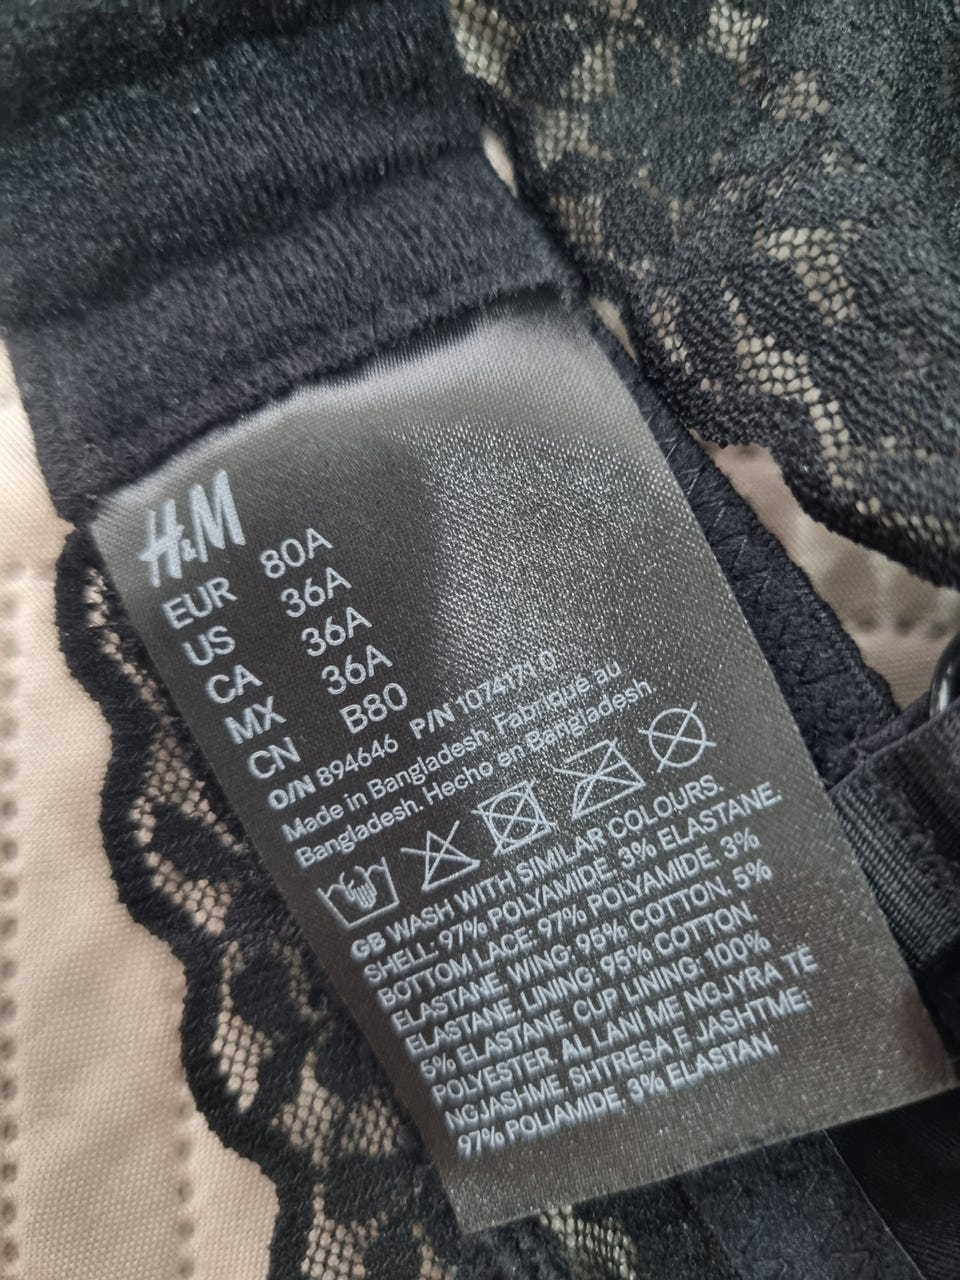 H&M
EUR 80A
US 36A
CA 36A
MX 36A
CN B80
O/N 894646 P/N 1074171 0
Made in Bangladesh. Fabriqué au
Bangladesh. Hecho en Bangladesh.
GB WASH WITH SIMILAR COLOURS.
SHELL: 97% POLYAMIDE, 3% ELASTANE.
BOTTOM LACE: 97% POLYAMIDE, 3%
ELASTANE, WING: 95% COTTON, 5%
ELASTANE, LINING: 95% COTTON,
5% ELASTANE, CUP LINING: 100%
POLYESTER. AL LANI ME NGJYRA TË
NGJASHME, SHTRESA E JASHTME:
97% POLIAMIDE, 3% ELASTAN,